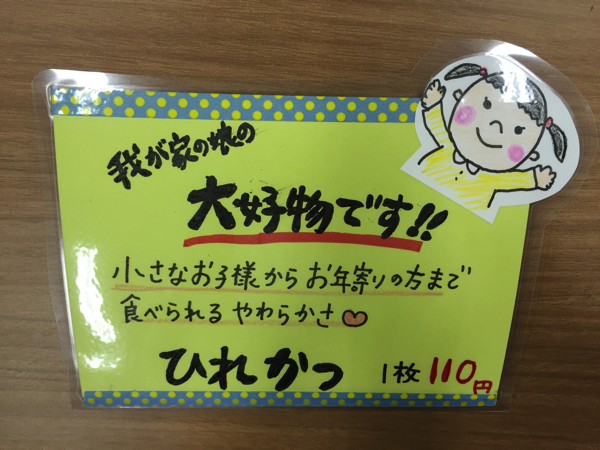 我が家の娘の
大好物です!!
小さなお子様からお年寄りの方まで
食べられるやわらかさ
ひれかつ 1枚 110円